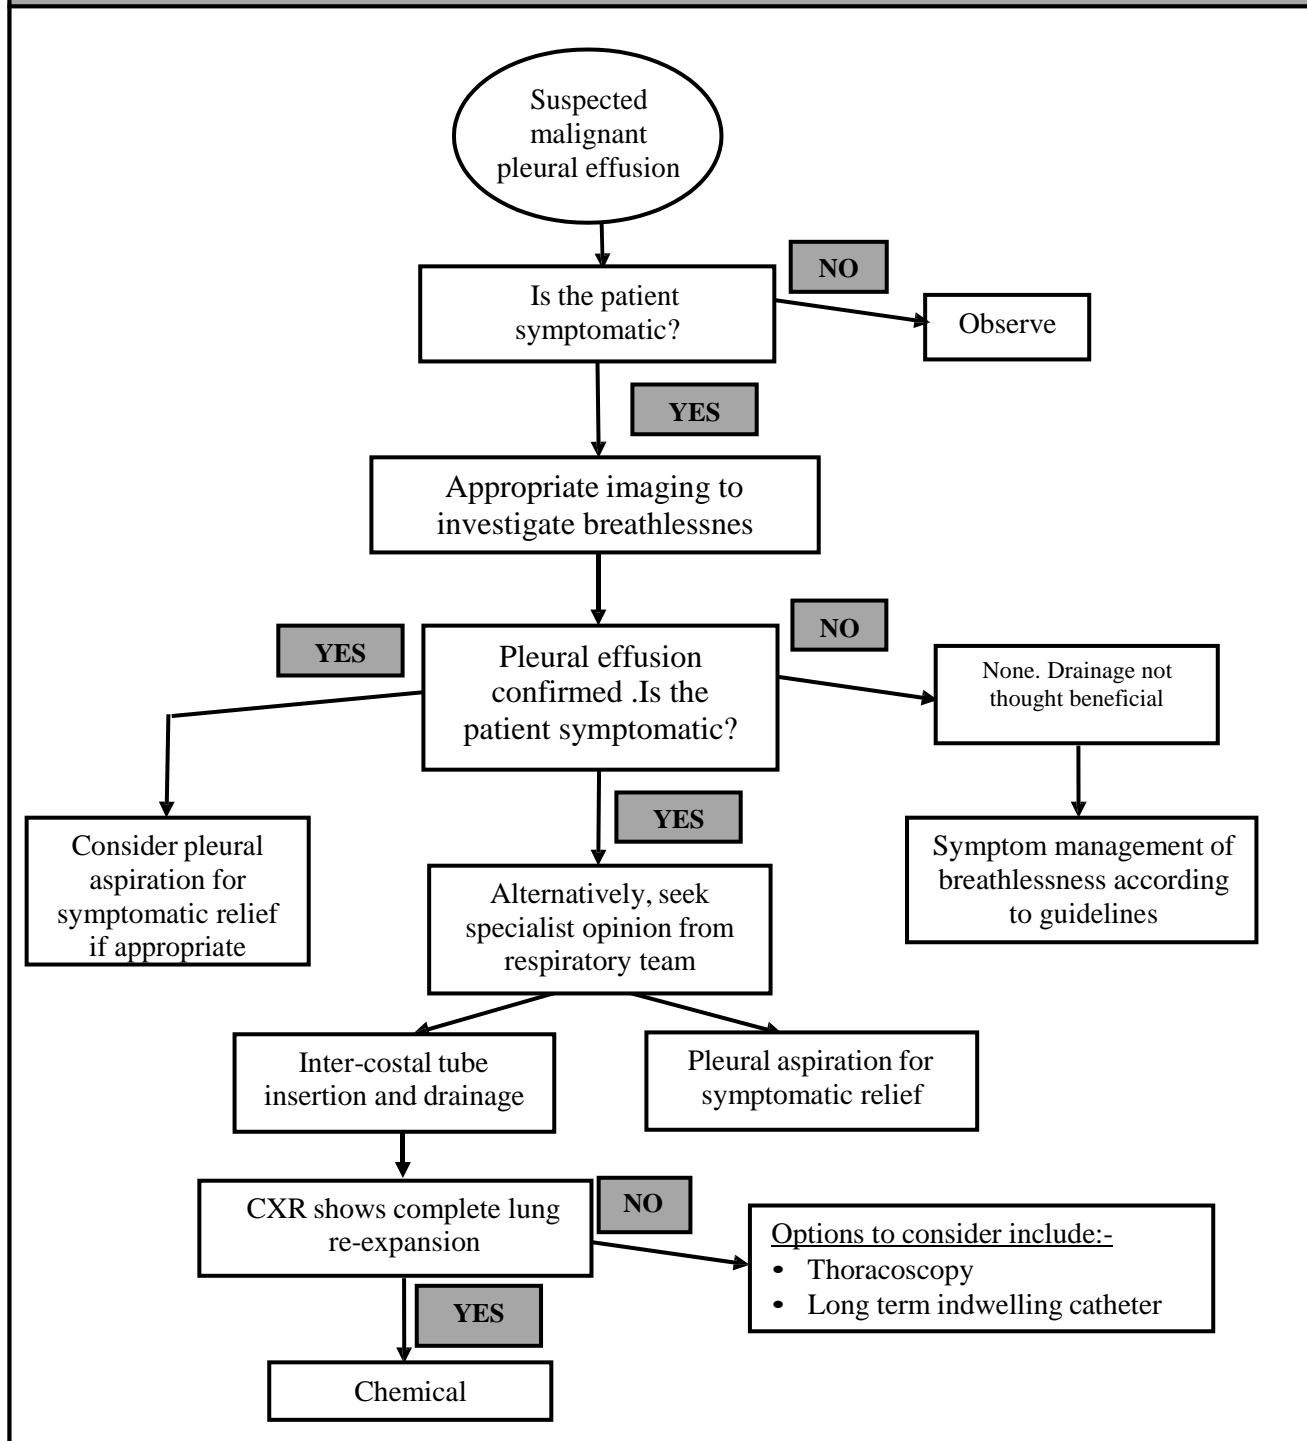 Suspected
malignant
pleural effusion
NO
Is the patient
symptomatic?
Observe
YES
Appropriate imaging to
investigate breathlessnes
YES
NO
Pleural effusion
confirmed .Is the
patient symptomatic?
None. Drainage not
thought beneficial
YES
Consider pleural
aspiration for
symptomatic relief
if appropriate
Symptom management of
breathlessness according
to guidelines
Alternatively, seek
specialist opinion from
respiratory team
Inter-costal tube
insertion and drainage
Pleural aspiration for
symptomatic relief
CXR shows complete lung
re-expansion
NO
Options to consider include:-
• Thoracoscopy
• Long term indwelling catheter
YES
Chemical